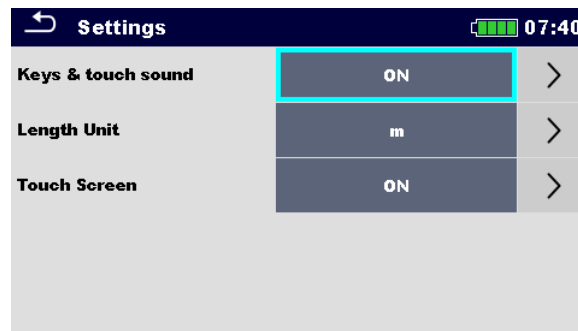 Settings 07:40
Keys & touch sound ON
Length Unit m
Touch Screen ON